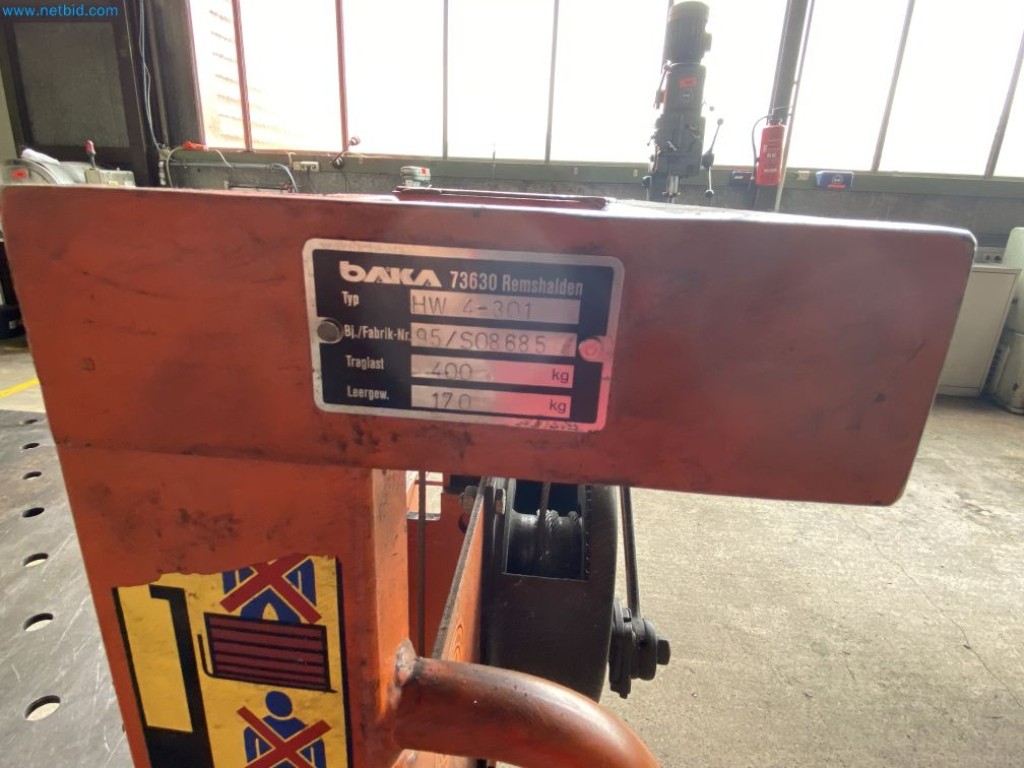 www.netbid.com
baka 73630 Remshalden
Typ HW 4-301
Bj./Fabrik-Nr. 95/S08685
Traglast 400 kg
Leergew. 170 kg